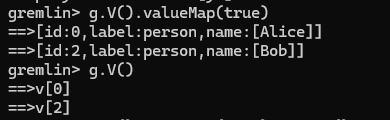 gremlin> g.V().valueMap(true)
==>[id:0,label:person,name:[Alice]]
==>[id:2,label:person,name:[Bob]]
gremlin> g.V()
==>v[0]
==>v[2]